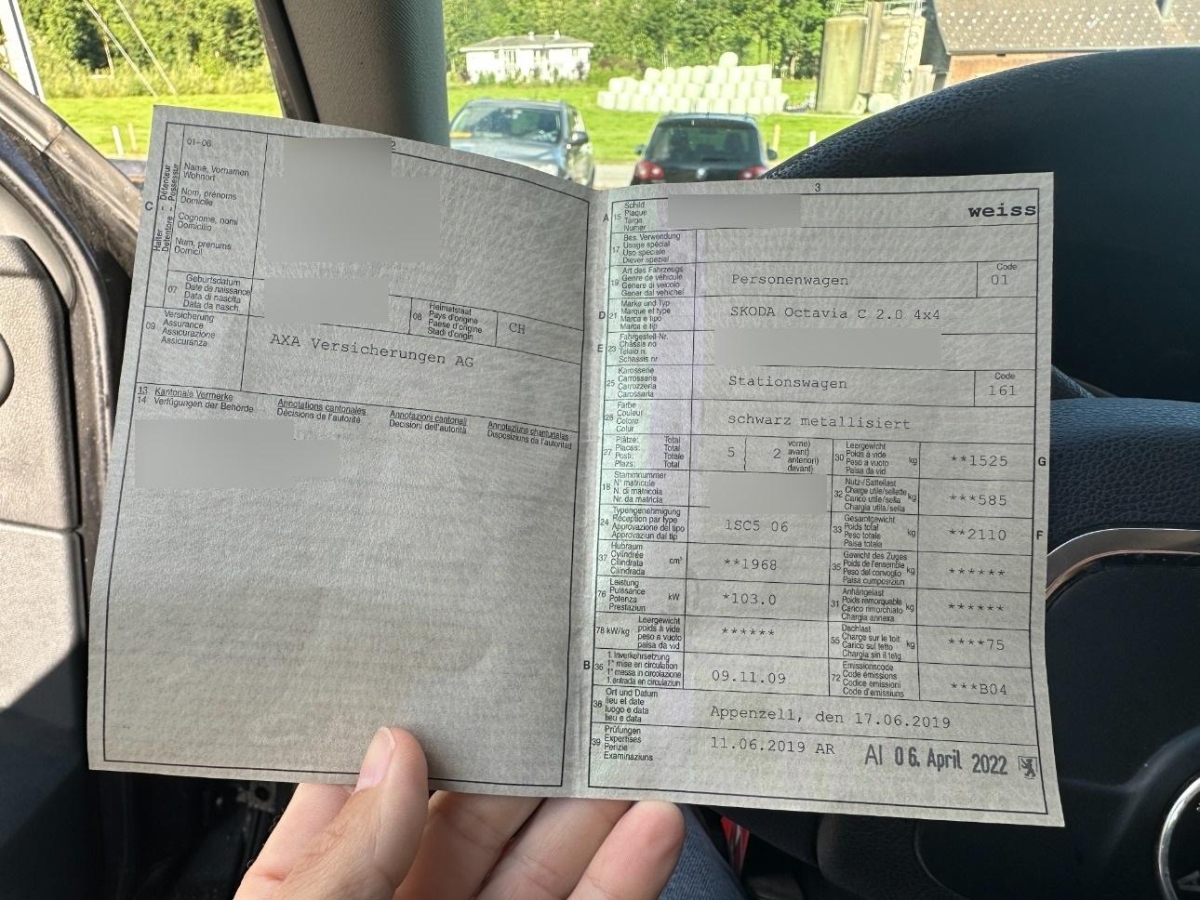 01-06
2
C
Halter - Détenteur
Detentore - Possessur
Name, Vornamen
Wohnort
Nom, prénoms
Domicile
Cognome, nomi
Domicilio
Num, prenums
Domicil
07
Geburtsdatum
Date de naissance
Data di nascita
Data da nasch.
08
Heimatstaat
Pays d'origine
Paese d'origine
Stadi d'origin
CH
09
Versicherung
Assurance
Assicurazione
Assicuranza
AXA Versicherungen AG
13 Kantonale Vermerke
14 Verfügungen der Behörde
Annotations cantonales
Décisions de l'autorité
Annotazioni cantonali
Decisioni dell'autorità
Annotaziuns chantunalas
Disposiziuns da l'autoritad
3
A 15
Schild
Plaque
Targa
Numer
weiss
17
Bes. Verwendung
Usage spécial
Uso speciale
Diever spezial
19
Art des Fahrzeugs
Genre de véhicule
Genere di veicolo
Gener dal vehichel
Personenwagen
Code
01
D 21
Marke und Typ
Marque et type
Marca e tipo
Marca e tip
SKODA Octavia C 2.0 4x4
E 23
Fahrgestell-Nr.
Châssis no
Telaio n.
Schassis nr
25
Karosserie
Carrosserie
Carrozzeria
Carossaria
Stationswagen
Code
161
26
Farbe
Couleur
Colore
Colur
schwarz metallisiert
27
Plätze: Total
Places: Total
Posti: Totale
Plazs: Total
5 { 2
vorne)
avant)
anteriori)
davant)
30
Leergewicht
Poids à vide
Peso a vuoto
Paisa da vid
kg
**1525
G
18
Stammnummer
N° matricule
N. di matricola
Nr da matricla
32
Nutz-/Sattellast
Charge utile/sellette
Carico utile/sella
Chargia utila/sella
kg
***585
24
Typengenehmigung
Réception par type
Approvazione del tipo
Approvaziun dal tip
1SC5 06
33
Gesamtgewicht
Poids total
Peso totale
Paisa totala
kg
**2110
F
37
Hubraum
Cylindrée
Cilindrata
Cilindrada
cm³
**1968
35
Gewicht des Zuges
Poids de l'ensemble
Peso del convoglio
Paisa cumposiziun
kg
******
76
Leistung
Puissance
Potenza
Prestaziun
kW
*103.0
31
Anhängelast
Poids remorquable
Carico rimorchiato
Chargia annexa
kg
******
78 kW/kg
Leergewicht
poids à vide
peso a vuoto
paisa da vid
******
55
Dachlast
Charge sur le toit
Carico sul tetto
Chargia sin il tetg
kg
****75
B 36
1. Inverkehrsetzung
1re mise en circulation
1a messa in circolazione
1. entrada en circulaziun
09.11.09
72
Emissionscode
Code émissions
Codice emissioni
Code d'emissiuns
***B04
38
Ort und Datum
lieu et date
luogo e data
lieu e data
Appenzell, den 17.06.2019
39
Prüfungen
Expertises
Perizie
Examinaziuns
11.06.2019 AR
AI 06. April 2022